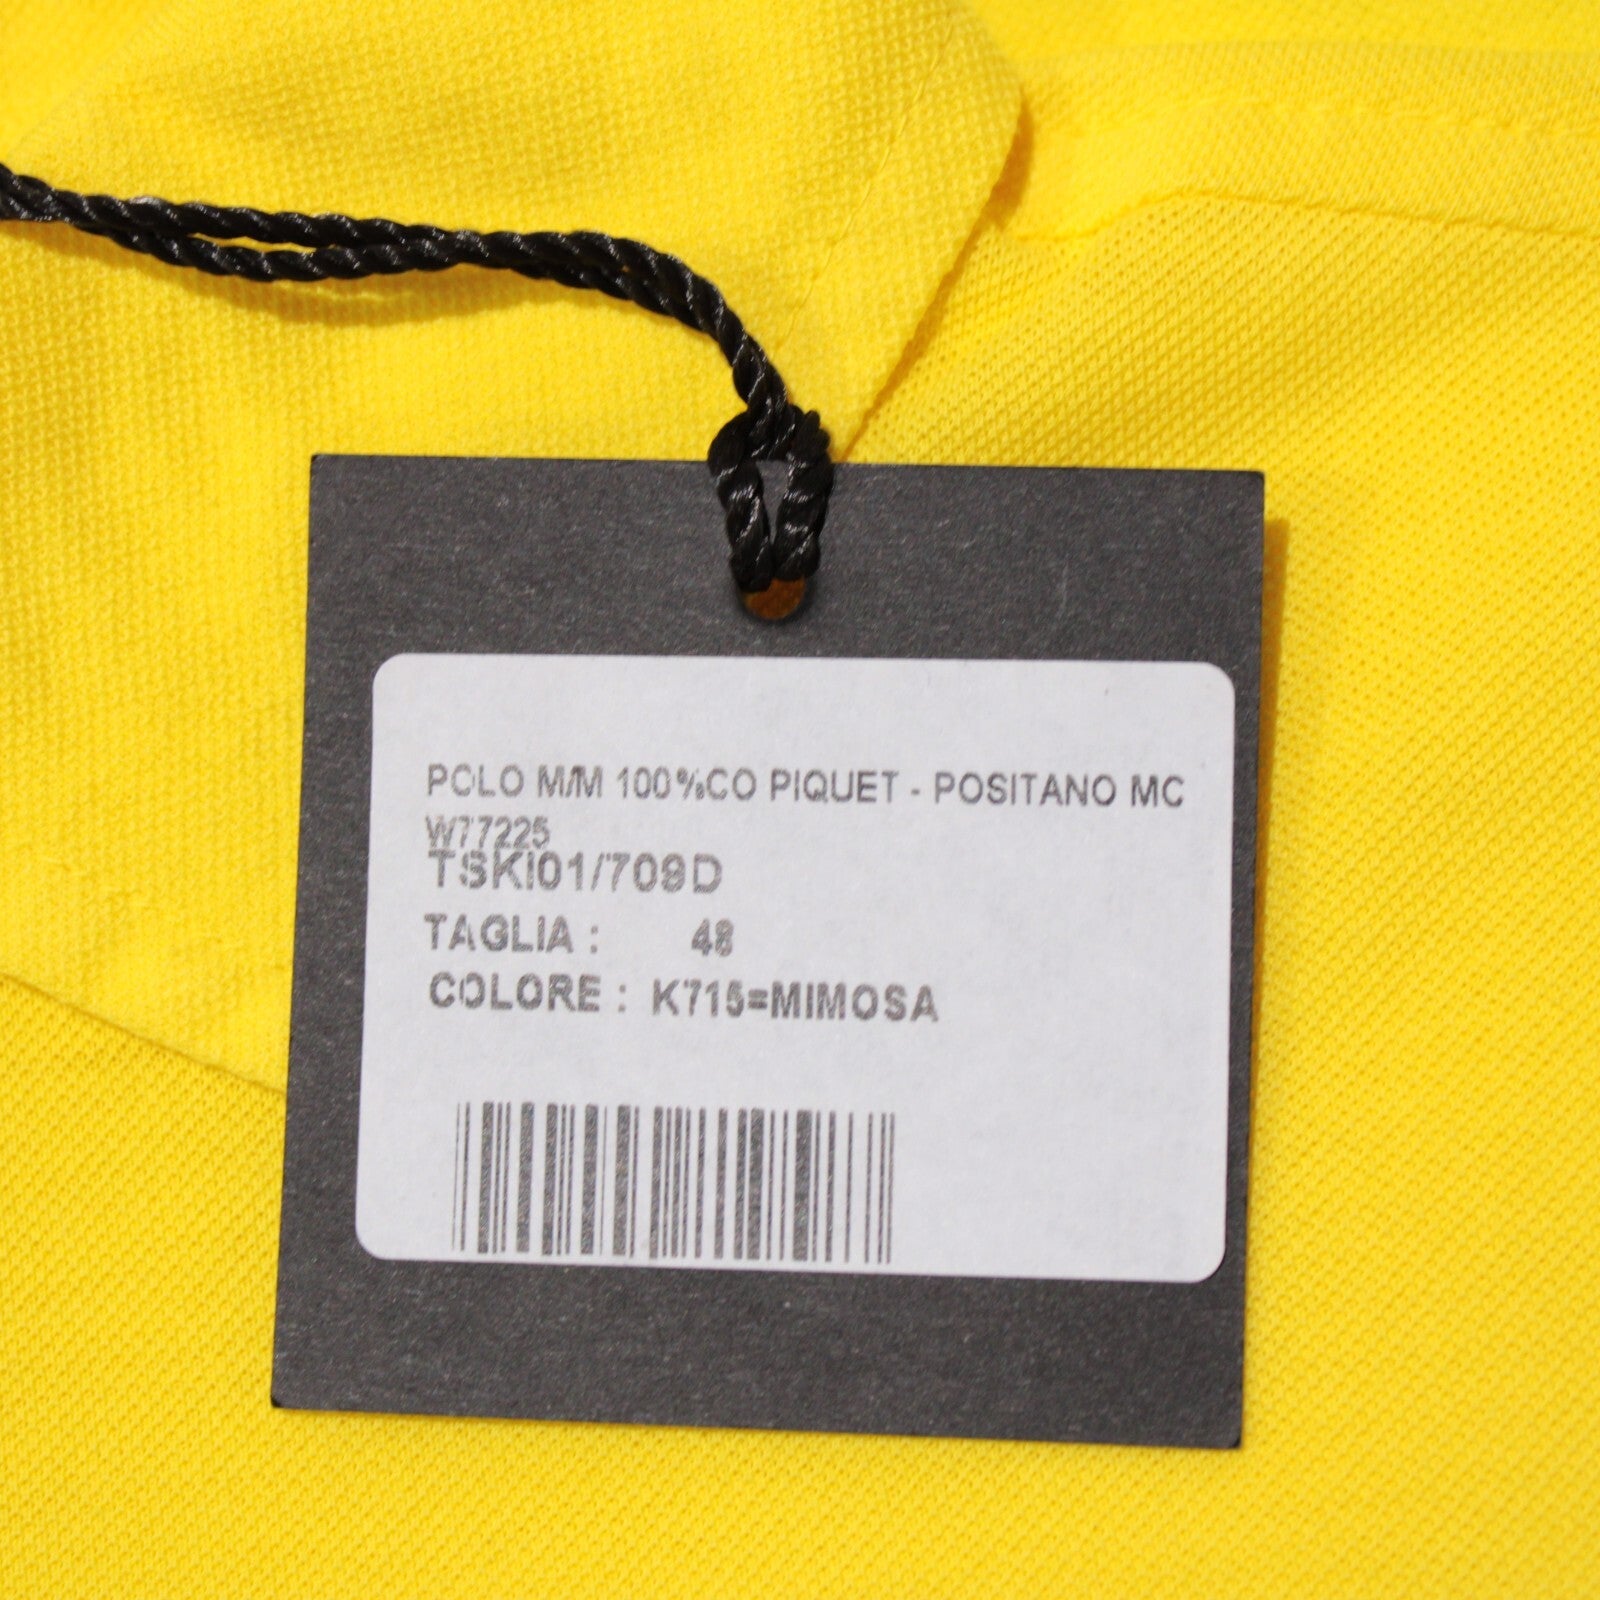 POLO M/M 100%CO PIQUET - POSITANO MC
W77225
TSKI01/709D
TAGLIA : 48
COLORE : K715=MIMOSA